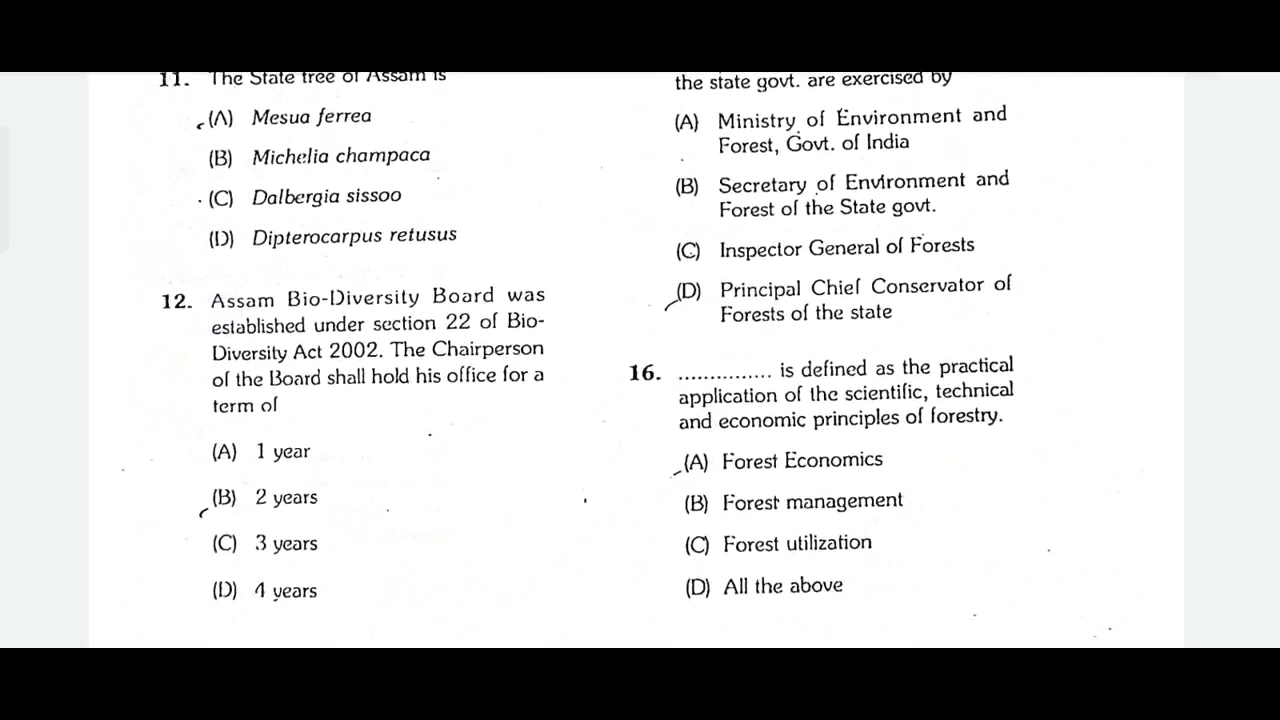 11. The State tree of Assam is
(A) Mesua ferrea
(B) Michelia champaca
(C) Dalbergia sissoo
(D) Dipterocarpus retusus
12. Assam Bio-Diversity Board was
established under section 22 of Bio-
Diversity Act 2002. The Chairperson
of the Board shall hold his office for a
term of
(A) 1 year
(B) 2 years
(C) 3 years
(D) 4 years
the state govt. are exercised by
(A) Ministry of Environment and
Forest, Govt. of India
(B) Secretary of Environment and
Forest of the State govt.
(C) Inspector General of Forests
(D) Principal Chief Conservator of
Forests of the state
16. ............... is defined as the practical
application of the scientific, technical
and economic principles of forestry.
(A) Forest Economics
(B) Forest management
(C) Forest utilization
(D) All the above